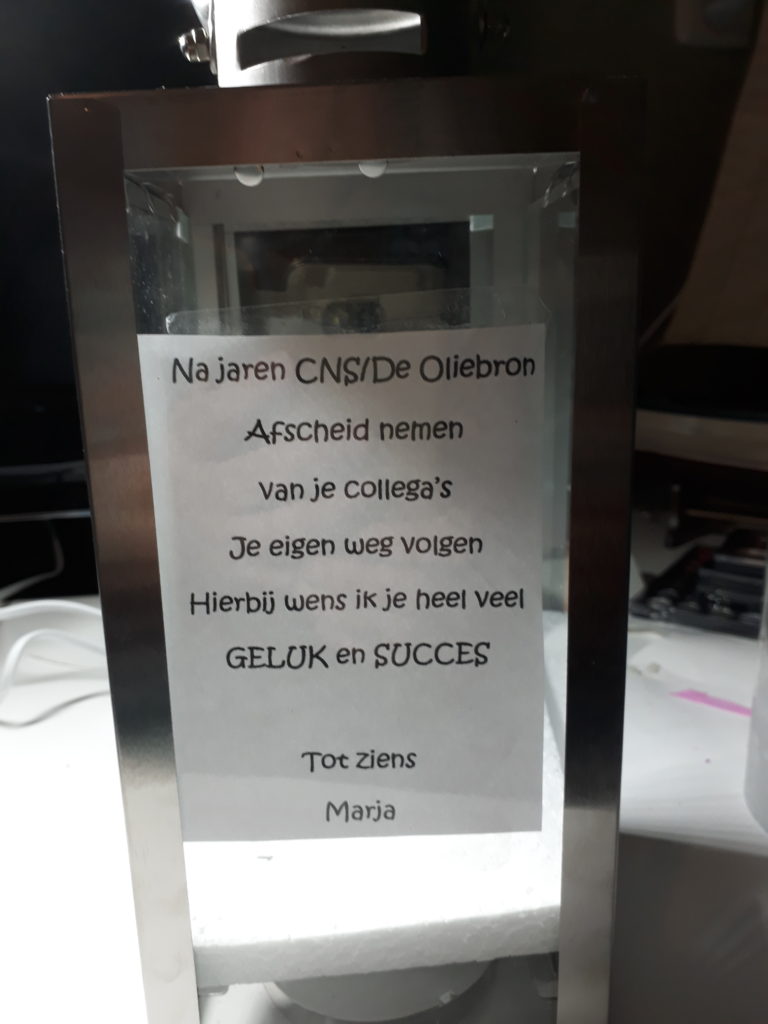 Na jaren CNS/De Oliebron
Afscheid nemen
van je collega's
Je eigen weg volgen
Hierbij wens ik je heel veel
GELUK en SUCCES
Tot ziens
Marja